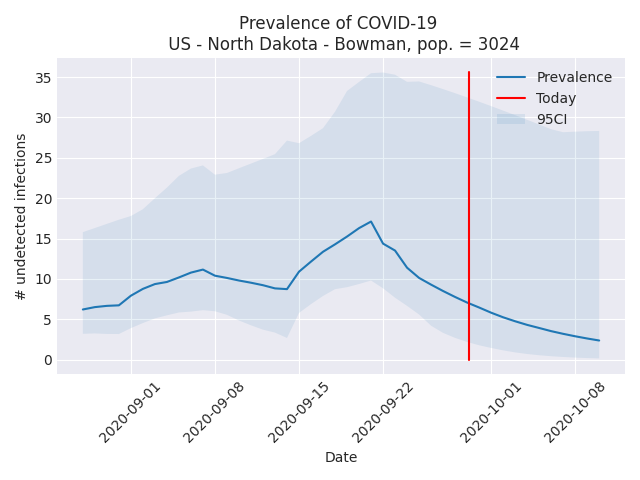 Prevalence of COVID-19
US - North Dakota - Bowman, pop. = 3024
Prevalence
Today
95CI
# undetected infections
35
30
25
20
15
10
5
0
2020-09-01
2020-09-08
2020-09-15
2020-09-22
2020-10-01
2020-10-08
Date